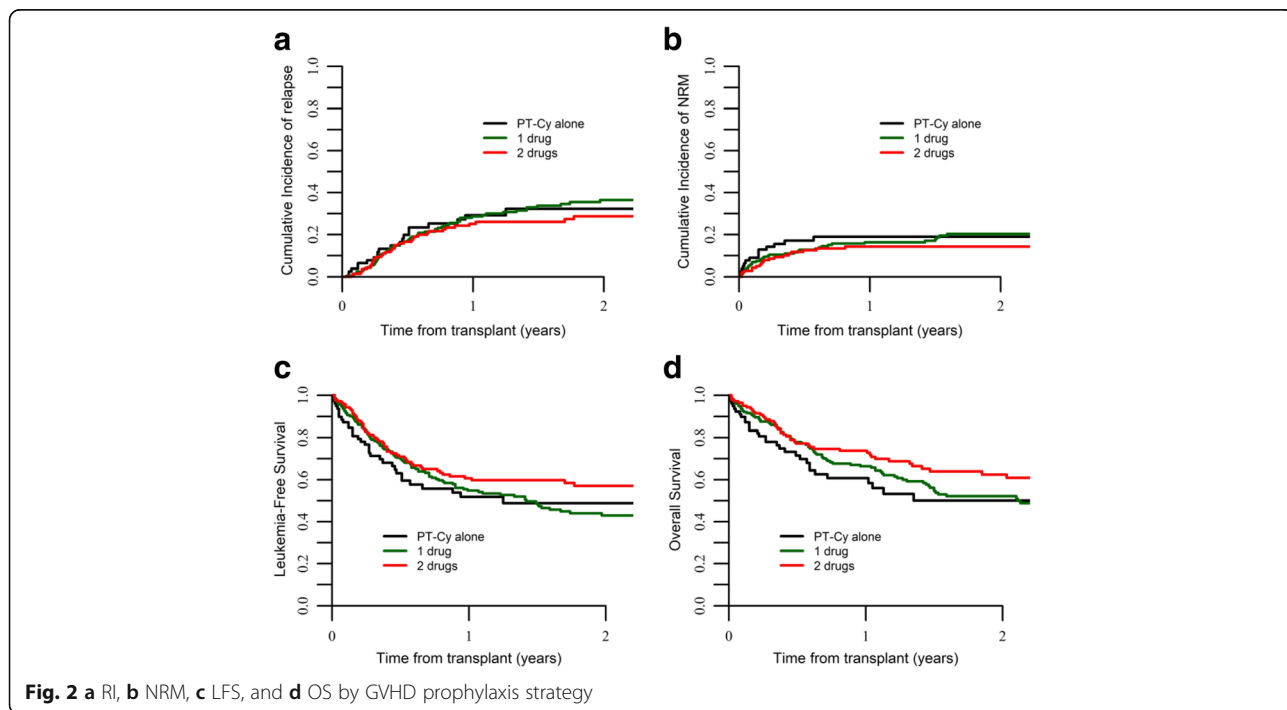 a
Cumulative Incidence of relapse
1.0
0.8
0.6
0.4
0.2
0.0
PT-Cy alone
1 drug
2 drugs
0 1 2
Time from transplant (years)
b
Cumulative Incidence of NRM
1.0
0.8
0.6
0.4
0.2
0.0
PT-Cy alone
1 drug
2 drugs
0 1 2
Time from transplant (years)
c
Leukemia-Free Survival
1.0
0.8
0.6
0.4
0.2
0.0
PT-Cy alone
1 drug
2 drugs
0 1 2
Time from transplant (years)
d
Overall Survival
1.0
0.8
0.6
0.4
0.2
0.0
PT-Cy alone
1 drug
2 drugs
0 1 2
Time from transplant (years)
Fig. 2 a RI, b NRM, c LFS, and d OS by GVHD prophylaxis strategy